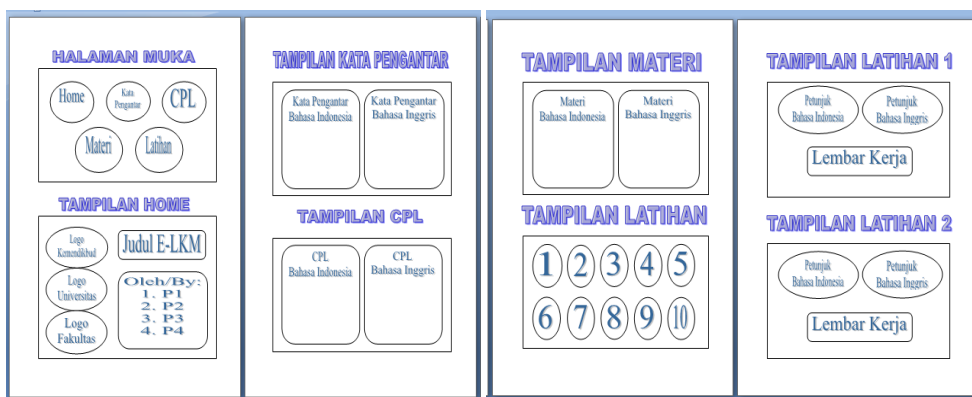 HALAMAN MUKA
Home
Kata
Pengantar
CPL
Materi
Latihan
TAMPILAN HOME
Logo
Kemendikbud
Judul E-LKM
Logo
Universitas
Oleh/By:
1. P1
2. P2
3. P3
4. P4
Logo
Fakultas
TAMPILAN KATA PENGANTAR
Kata Pengantar
Bahasa Indonesia
Kata Pengantar
Bahasa Inggris
TAMPILAN CPL
CPL
Bahasa Indonesia
CPL
Bahasa Inggris
TAMPILAN MATERI
Materi
Bahasa Indonesia
Materi
Bahasa Inggris
TAMPILAN LATIHAN
1 2 3 4 5
6 7 8 9 10
TAMPILAN LATIHAN 1
Petunjuk
Bahasa Indonesia
Petunjuk
Bahasa Inggris
Lembar Kerja
TAMPILAN LATIHAN 2
Petunjuk
Bahasa Indonesia
Petunjuk
Bahasa Inggris
Lembar Kerja